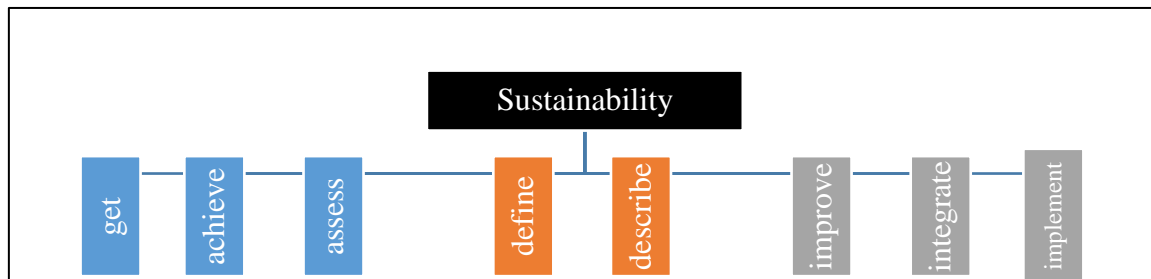 Sustainability
get
achieve
assess
define
describe
improve
integrate
implement